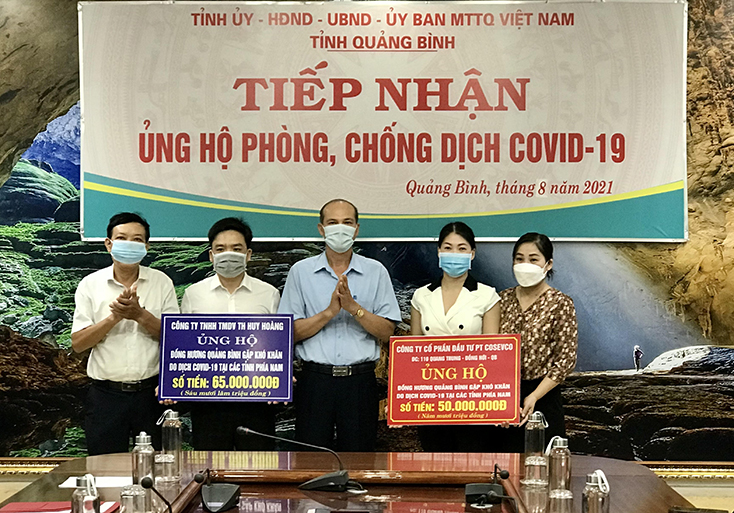 TỈNH ỦY - HĐND - UBND - ỦY BAN MTTQ VIỆT NAM
TỈNH QUẢNG BÌNH
TIẾP NHẬN
ỦNG HỘ PHÒNG, CHỐNG DỊCH COVID-19
Quảng Bình, tháng 8 năm 2021
CÔNG TY TNHH TMDV TH HUY HOÀNG
ỦNG HỘ
ĐỒNG HƯƠNG QUẢNG BÌNH GẶP KHÓ KHĂN
DO DỊCH COVID-19 TẠI CÁC TỈNH PHÍA NAM
SỐ TIỀN: 65.000.000Đ
( Sáu mươi lăm triệu đồng )
CÔNG TY CỔ PHẦN ĐẦU TƯ PT COSEVCO
ĐC: 116 QUANG TRUNG - ĐỒNG HỚI - QB
ỦNG HỘ
ĐỒNG HƯƠNG QUẢNG BÌNH GẶP KHÓ KHĂN
DO DỊCH COVID-19 TẠI CÁC TỈNH PHÍA NAM
SỐ TIỀN: 50.000.000Đ
( Năm mươi triệu đồng )